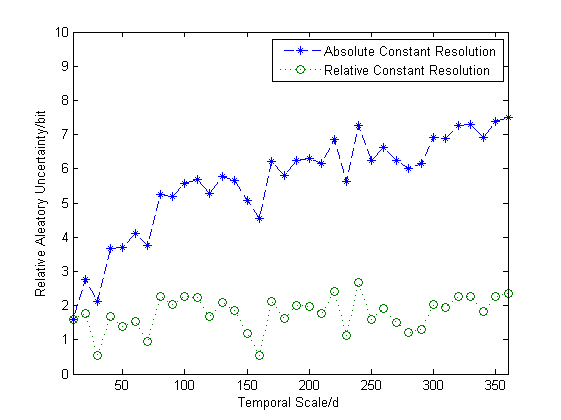 10
9
8
7
6
5
4
3
2
1
0
Relative Aleatory Uncertainty/bit
Absolute Constant Resolution
Relative Constant Resolution
50 100 150 200 250 300 350
Temporal Scale/d